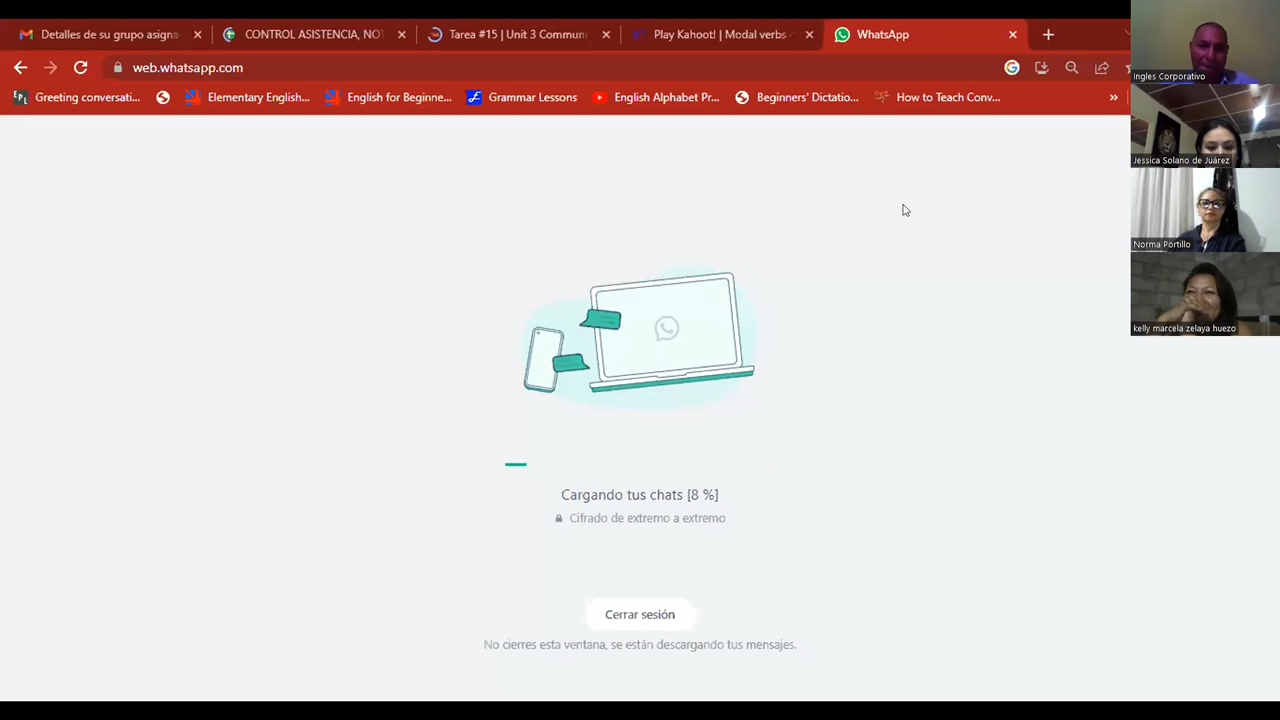 Detalles de su grupo asigna
CONTROL ASISTENCIA, NOT
Tarea #15 | Unit 3 Commun
Play Kahoot! | Modal verbs
WhatsApp
web.whatsapp.com
EPL
Greeting conversati...
Elementary English...
English for Beginne...
Grammar Lessons
English Alphabet Pr...
Beginners' Dictatio...
How to Teach Conv...
»
Ingles Corporativo
Jessica Solano de Juárez
Norma Portillo
kelly marcela zelaya huezo
Cargando tus chats [8 %]
Cifrado de extremo a extremo
Cerrar sesión
No cierres esta ventana, se están descargando tus mensajes.